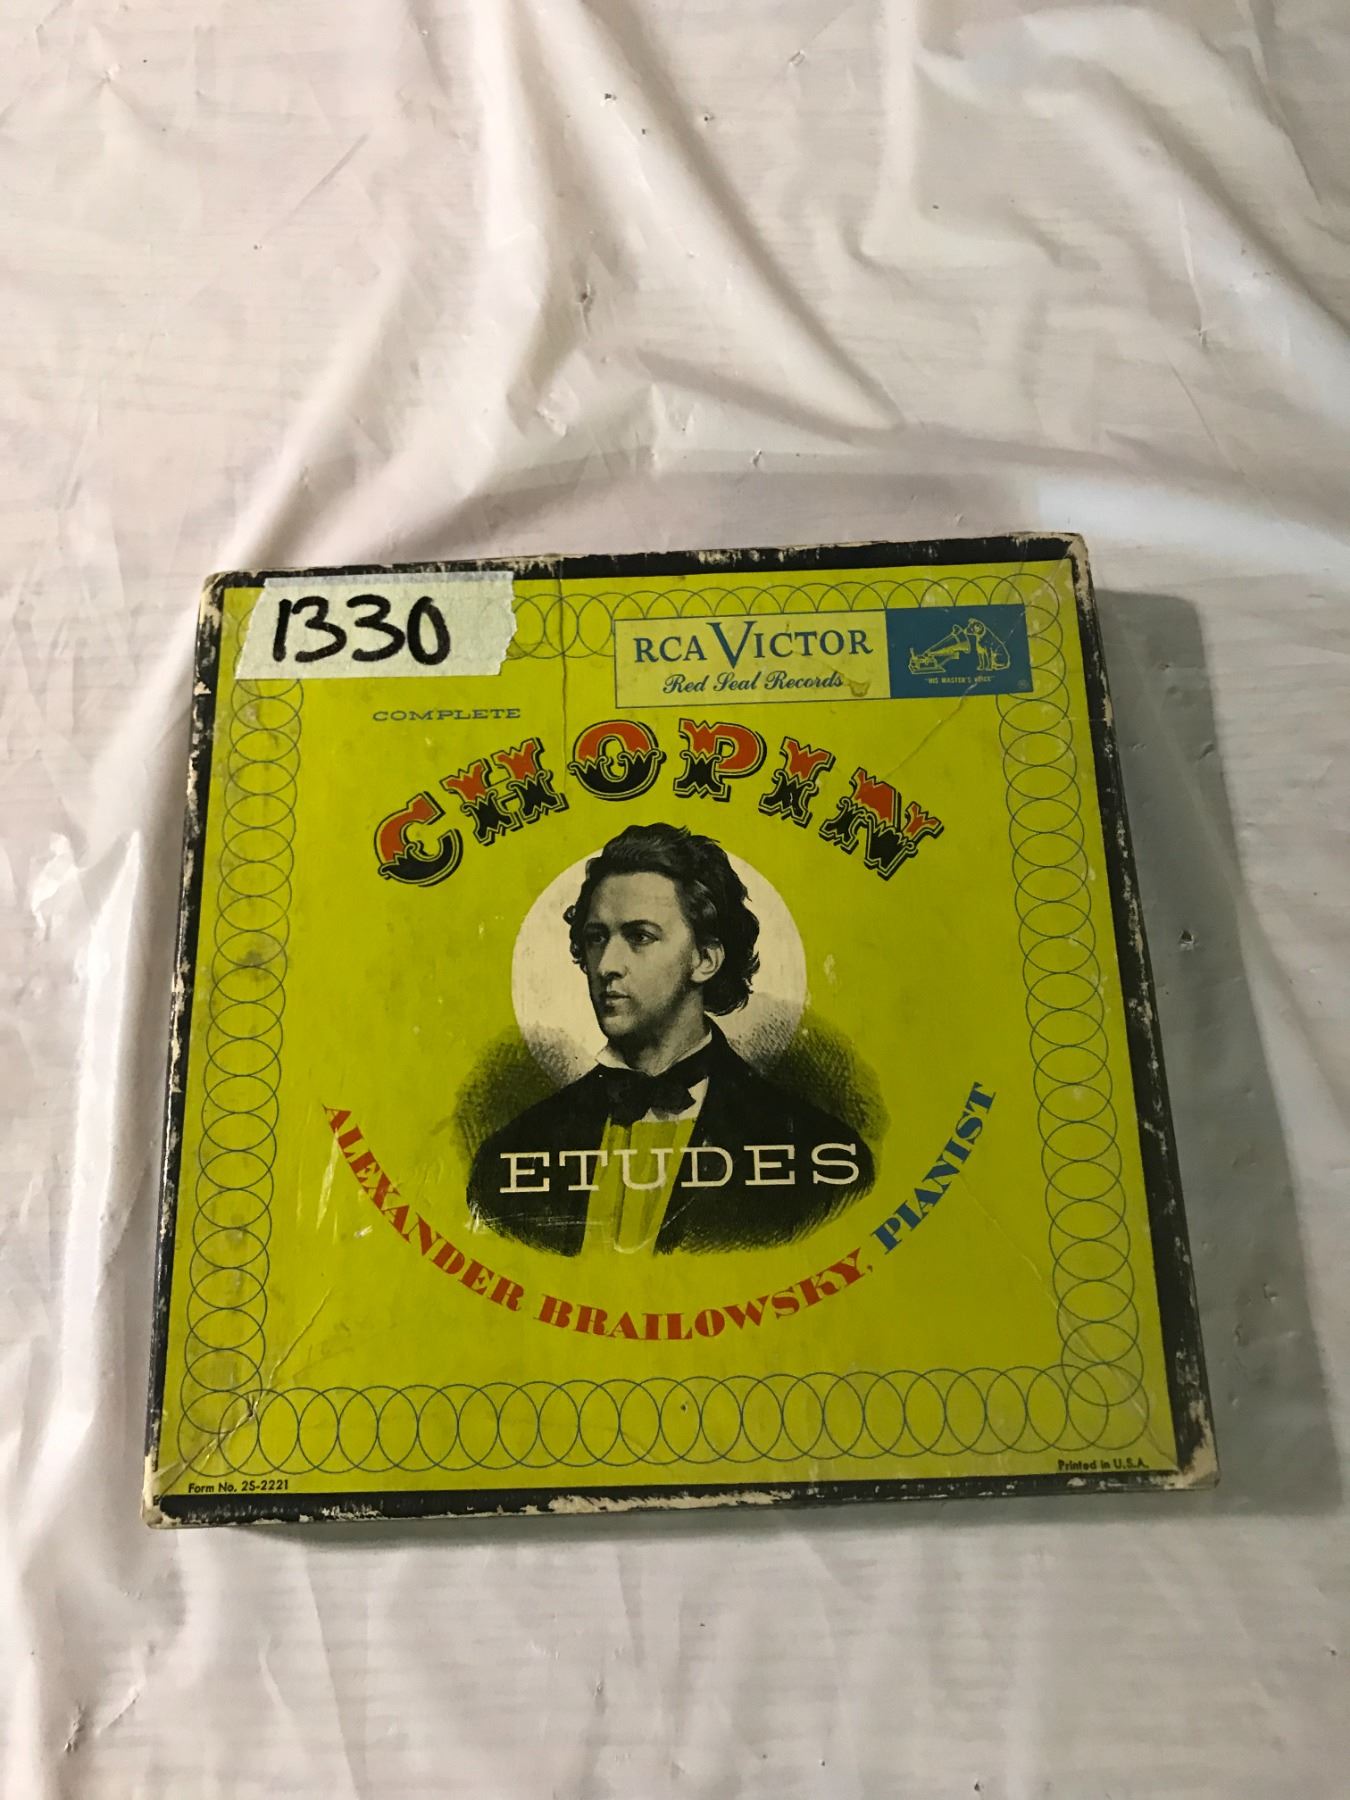 1330
RCA VICTOR
Red Seal Records
"HIS MASTER'S VOICE"
®
COMPLETE
CHOPIN
ETUDES
ALEXANDER BRAILOWSKY, PIANIST
Form No. 2S-2221
Printed in U.S.A.